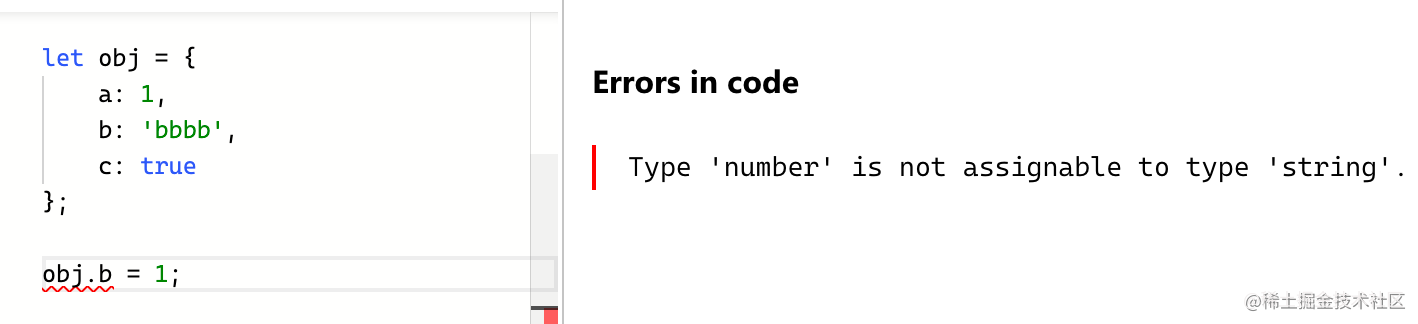 let obj = {
    a: 1,
    b: 'bbbb',
    c: true
};
obj.b = 1;
Errors in code
Type 'number' is not assignable to type 'string'.
@稀土掘金技术社区